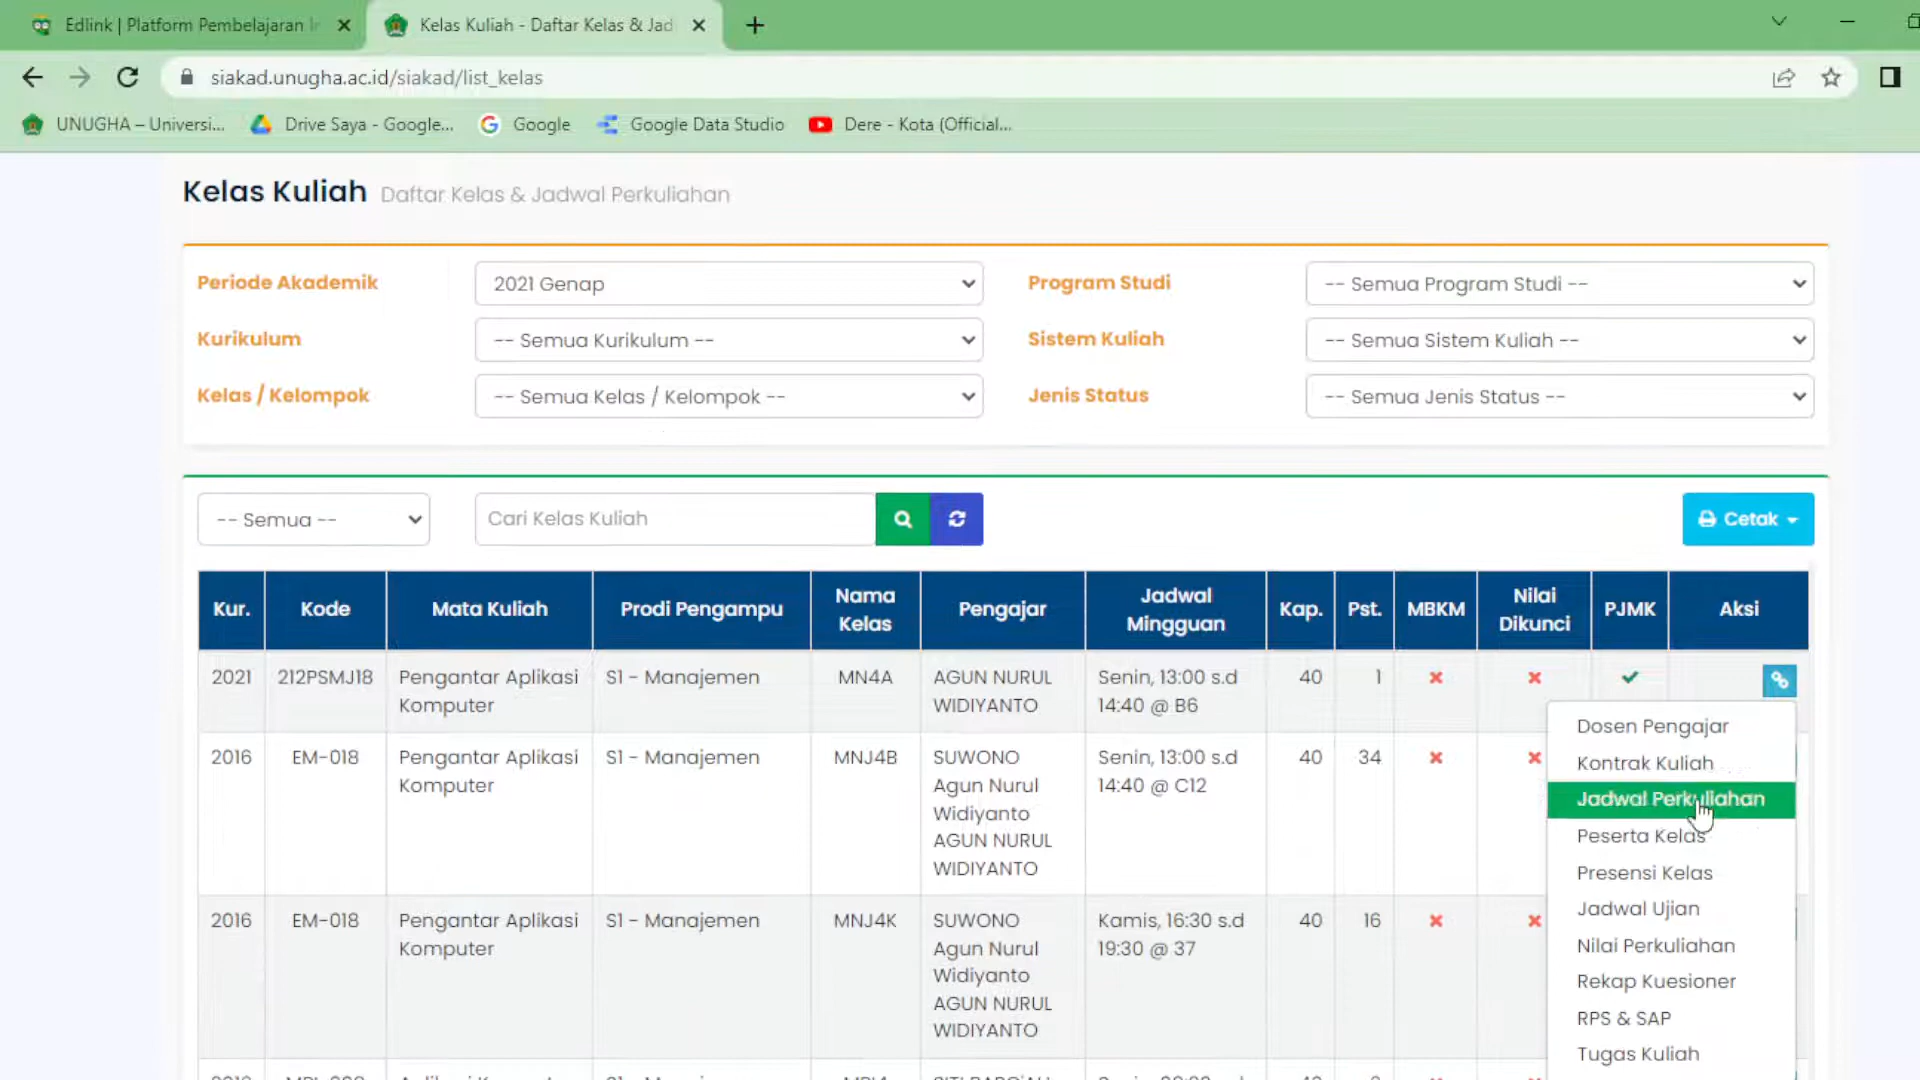 Edlink | Platform Pembelajaran Ir
Kelas Kuliah - Daftar Kelas & Jad
siakad.unugha.ac.id/siakad/list_kelas
UNUGHA – Universi...
Drive Saya - Google...
Google
Google Data Studio
Dere - Kota (Official...
Kelas Kuliah Daftar Kelas & Jadwal Perkuliahan
Periode Akademik
2021 Genap
Program Studi
-- Semua Program Studi --
Kurikulum
-- Semua Kurikulum --
Sistem Kuliah
-- Semua Sistem Kuliah --
Kelas / Kelompok
-- Semua Kelas / Kelompok --
Jenis Status
-- Semua Jenis Status --
-- Semua --
Cari Kelas Kuliah
Cetak
Kur.
Kode
Mata Kuliah
Prodi Pengampu
Nama
Kelas
Pengajar
Jadwal
Mingguan
Kap.
Pst.
MBKM
Nilai
Dikunci
PJMK
Aksi
2021
212PSMJ18
Pengantar Aplikasi
Komputer
S1 - Manajemen
MN4A
AGUN NURUL
WIDIYANTO
Senin, 13:00 s.d
14:40 @ B6
40
1
2016
EM-018
Pengantar Aplikasi
Komputer
S1 - Manajemen
MNJ4B
SUWONO
Agun Nurul
Widiyanto
AGUN NURUL
WIDIYANTO
Senin, 13:00 s.d
14:40 @ C12
40
34
2016
EM-018
Pengantar Aplikasi
Komputer
S1 - Manajemen
MNJ4K
SUWONO
Agun Nurul
Widiyanto
AGUN NURUL
WIDIYANTO
Kamis, 16:30 s.d
19:30 @ 37
40
16
Dosen Pengajar
Kontrak Kuliah
Jadwal Perkuliahan
Peserta Kelas
Presensi Kelas
Jadwal Ujian
Nilai Perkuliahan
Rekap Kuesioner
RPS & SAP
Tugas Kuliah